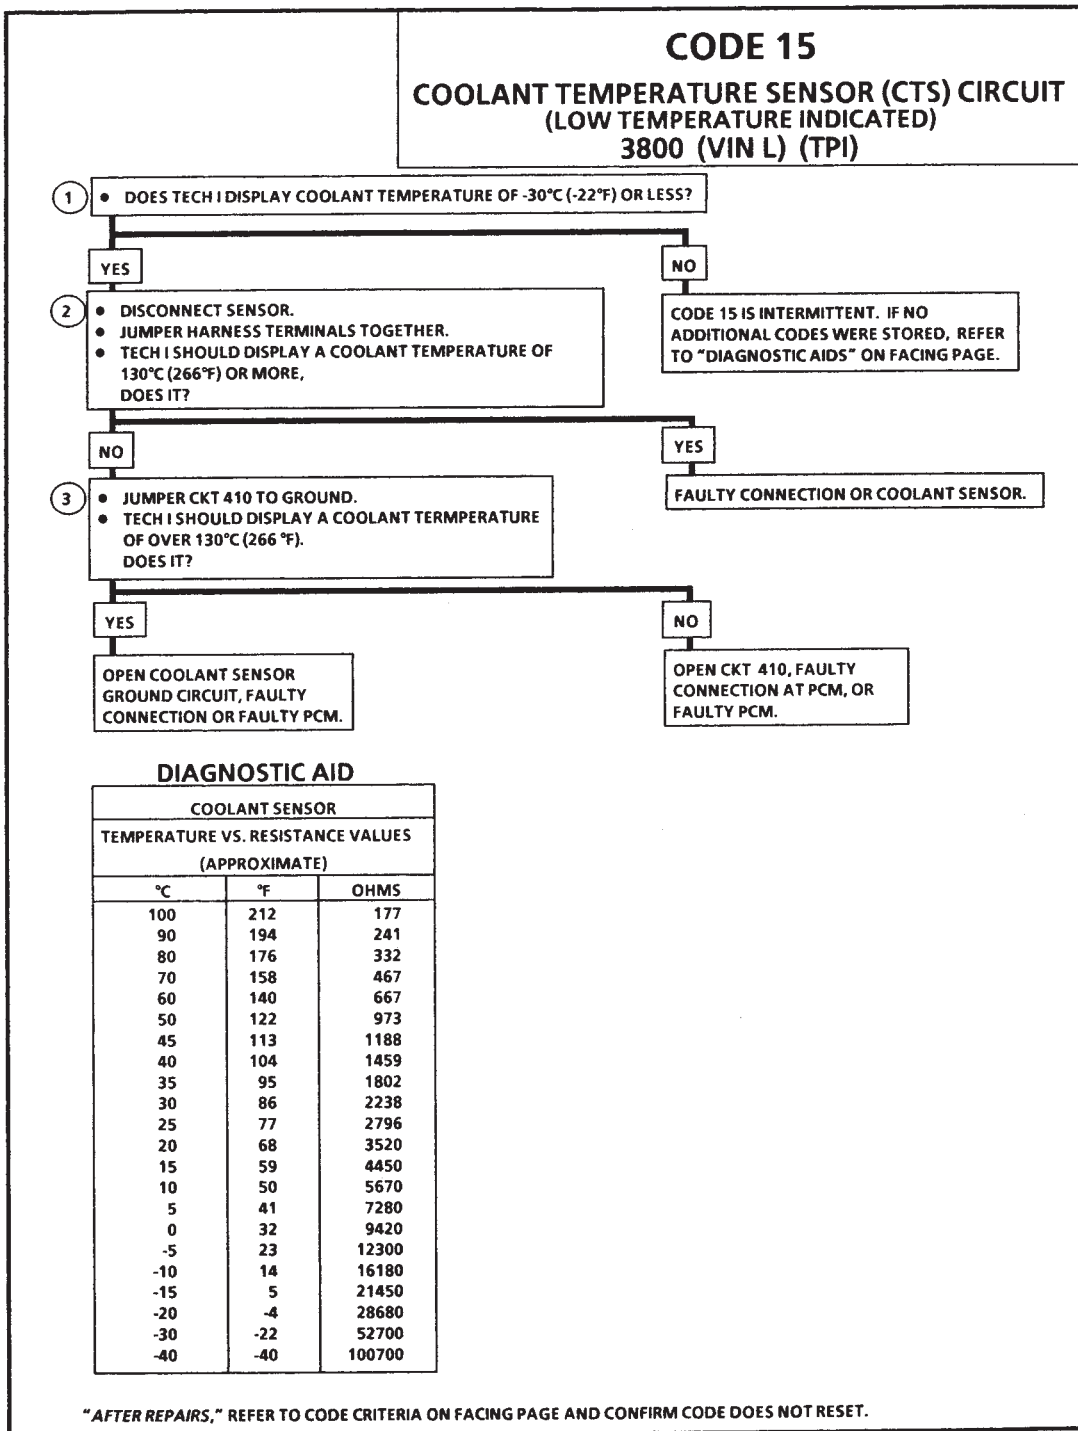 CODE 15
COOLANT TEMPERATURE SENSOR (CTS) CIRCUIT
(LOW TEMPERATURE INDICATED)
3800 (VIN L) (TPI)
1
• DOES TECH I DISPLAY COOLANT TEMPERATURE OF -30°C (-22°F) OR LESS?
YES
NO
2
• DISCONNECT SENSOR.
• JUMPER HARNESS TERMINALS TOGETHER.
• TECH I SHOULD DISPLAY A COOLANT TEMPERATURE OF
130°C (266°F) OR MORE,
DOES IT?
CODE 15 IS INTERMITTENT. IF NO
ADDITIONAL CODES WERE STORED, REFER
TO "DIAGNOSTIC AIDS" ON FACING PAGE.
NO
YES
3
• JUMPER CKT 410 TO GROUND.
• TECH I SHOULD DISPLAY A COOLANT TERMPERATURE
OF OVER 130°C (266 °F).
DOES IT?
FAULTY CONNECTION OR COOLANT SENSOR.
YES
NO
OPEN COOLANT SENSOR
GROUND CIRCUIT, FAULTY
CONNECTION OR FAULTY PCM.
OPEN CKT 410, FAULTY
CONNECTION AT PCM, OR
FAULTY PCM.
DIAGNOSTIC AID
COOLANT SENSOR
TEMPERATURE VS. RESISTANCE VALUES
(APPROXIMATE)
°C °F OHMS
100 212 177
90 194 241
80 176 332
70 158 467
60 140 667
50 122 973
45 113 1188
40 104 1459
35 95 1802
30 86 2238
25 77 2796
20 68 3520
15 59 4450
10 50 5670
5 41 7280
0 32 9420
-5 23 12300
-10 14 16180
-15 5 21450
-20 -4 28680
-30 -22 52700
-40 -40 100700
"AFTER REPAIRS," REFER TO CODE CRITERIA ON FACING PAGE AND CONFIRM CODE DOES NOT RESET.